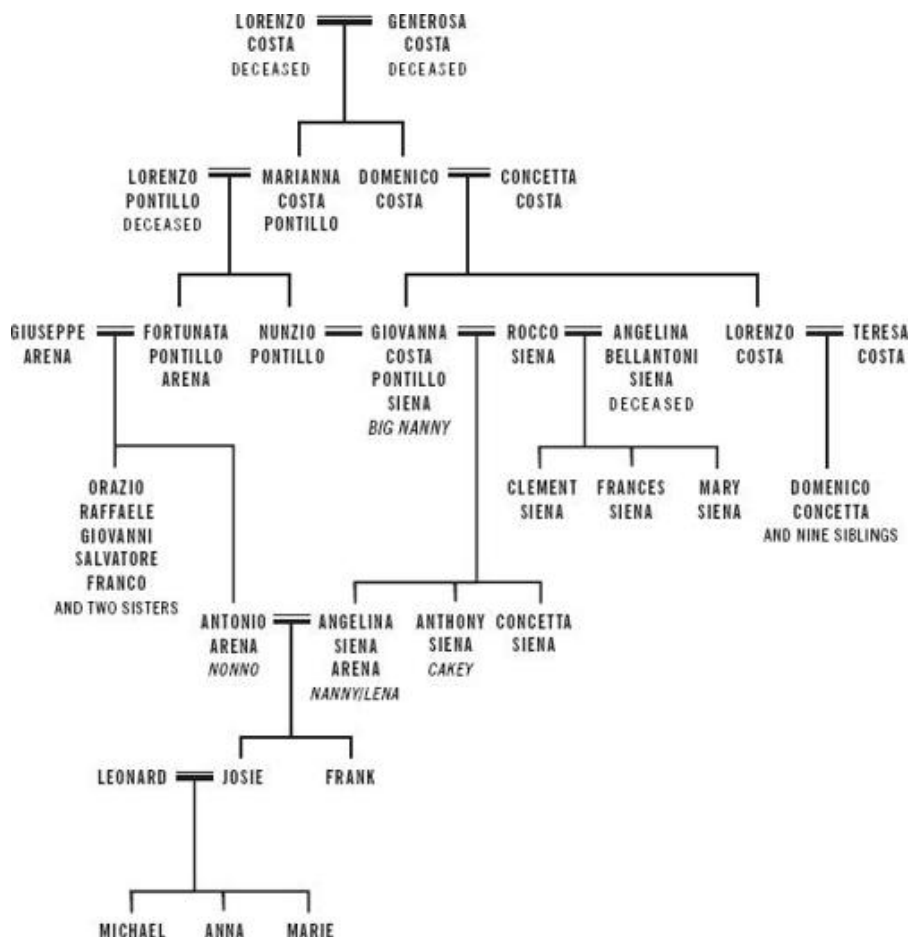 LORENZO
COSTA
DECEASED
GENEROSA
COSTA
DECEASED
LORENZO
PONTILLO
DECEASED
MARIANNA
COSTA
PONTILLO
DOMENICO
COSTA
CONCETTA
COSTA
GIUSEPPE
ARENA
FORTUNATA
PONTILLO
ARENA
NUNZIO
PONTILLO
GIOVANNA
COSTA
PONTILLO
SIENA
BIG NANNY
ROCCO
SIENA
ANGELINA
BELLANTONI
SIENA
DECEASED
LORENZO
COSTA
TERESA
COSTA
ORAZIO
RAFFAELE
GIOVANNI
SALVATORE
FRANCO
AND TWO SISTERS
CLEMENT
SIENA
FRANCES
SIENA
MARY
SIENA
DOMENICO
CONCETTA
AND NINE SIBLINGS
ANTONIO
ARENA
NONNO
ANGELINA
SIENA
ARENA
NANNY/LENA
ANTHONY
SIENA
CAKEY
CONCETTA
SIENA
LEONARD
JOSIE
FRANK
MICHAEL
ANNA
MARIE